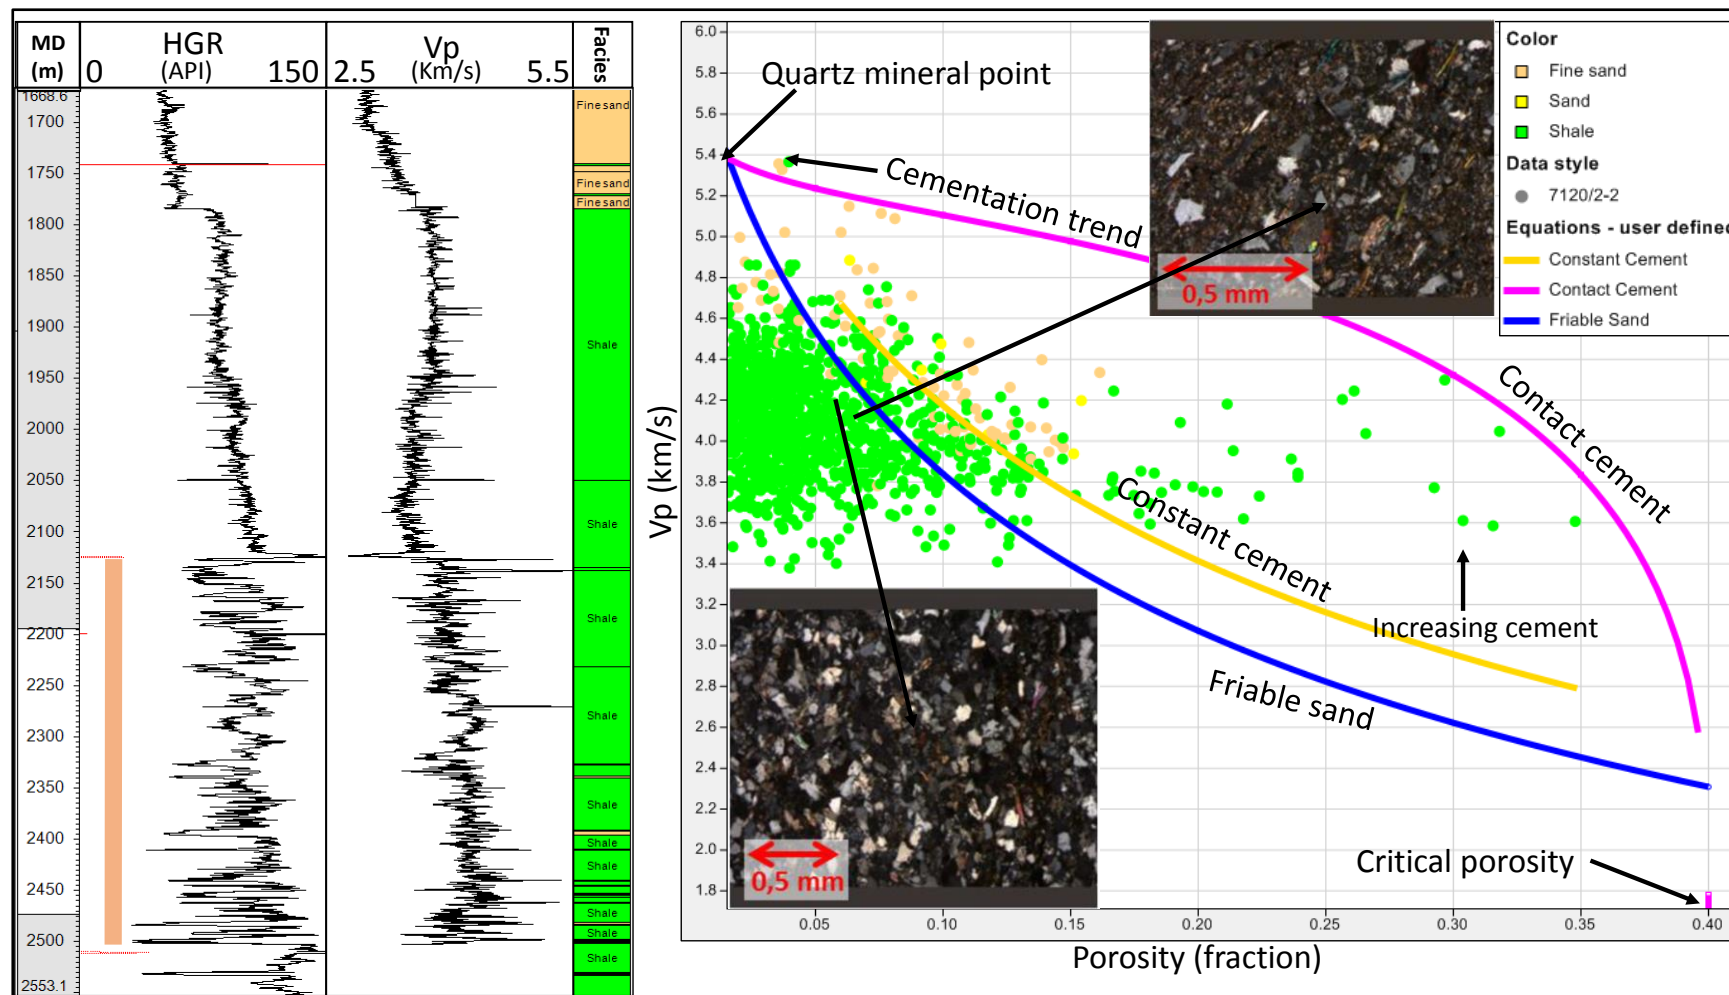 MD
(m)
HGR
(API)
0
150
Vp
(Km/s)
2.5
5.5
Facies
1668.6
1700
1750
1800
1850
1900
1950
2000
2050
2100
2150
2200
2250
2300
2350
2400
2450
2500
2553.1
Fine sand
Fine sand
Fine sand
Shale
Shale
Shale
Shale
Shale
Shale
Shale
Shale
Shale
Shale
Vp (km/s)
6.0
5.8
5.6
5.4
5.2
5.0
4.8
4.6
4.4
4.2
4.0
3.8
3.6
3.4
3.2
3.0
2.8
2.6
2.4
2.2
2.0
1.8
Quartz mineral point
Cementation trend
0,5 mm
Color
Fine sand
Sand
Shale
Data style
7120/2-2
Equations - user defined
Constant Cement
Contact Cement
Friable Sand
Contact cement
Constant cement
Increasing cement
Friable sand
0,5 mm
Critical porosity
0.05
0.10
0.15
0.20
0.25
0.30
0.35
0.40
Porosity (fraction)